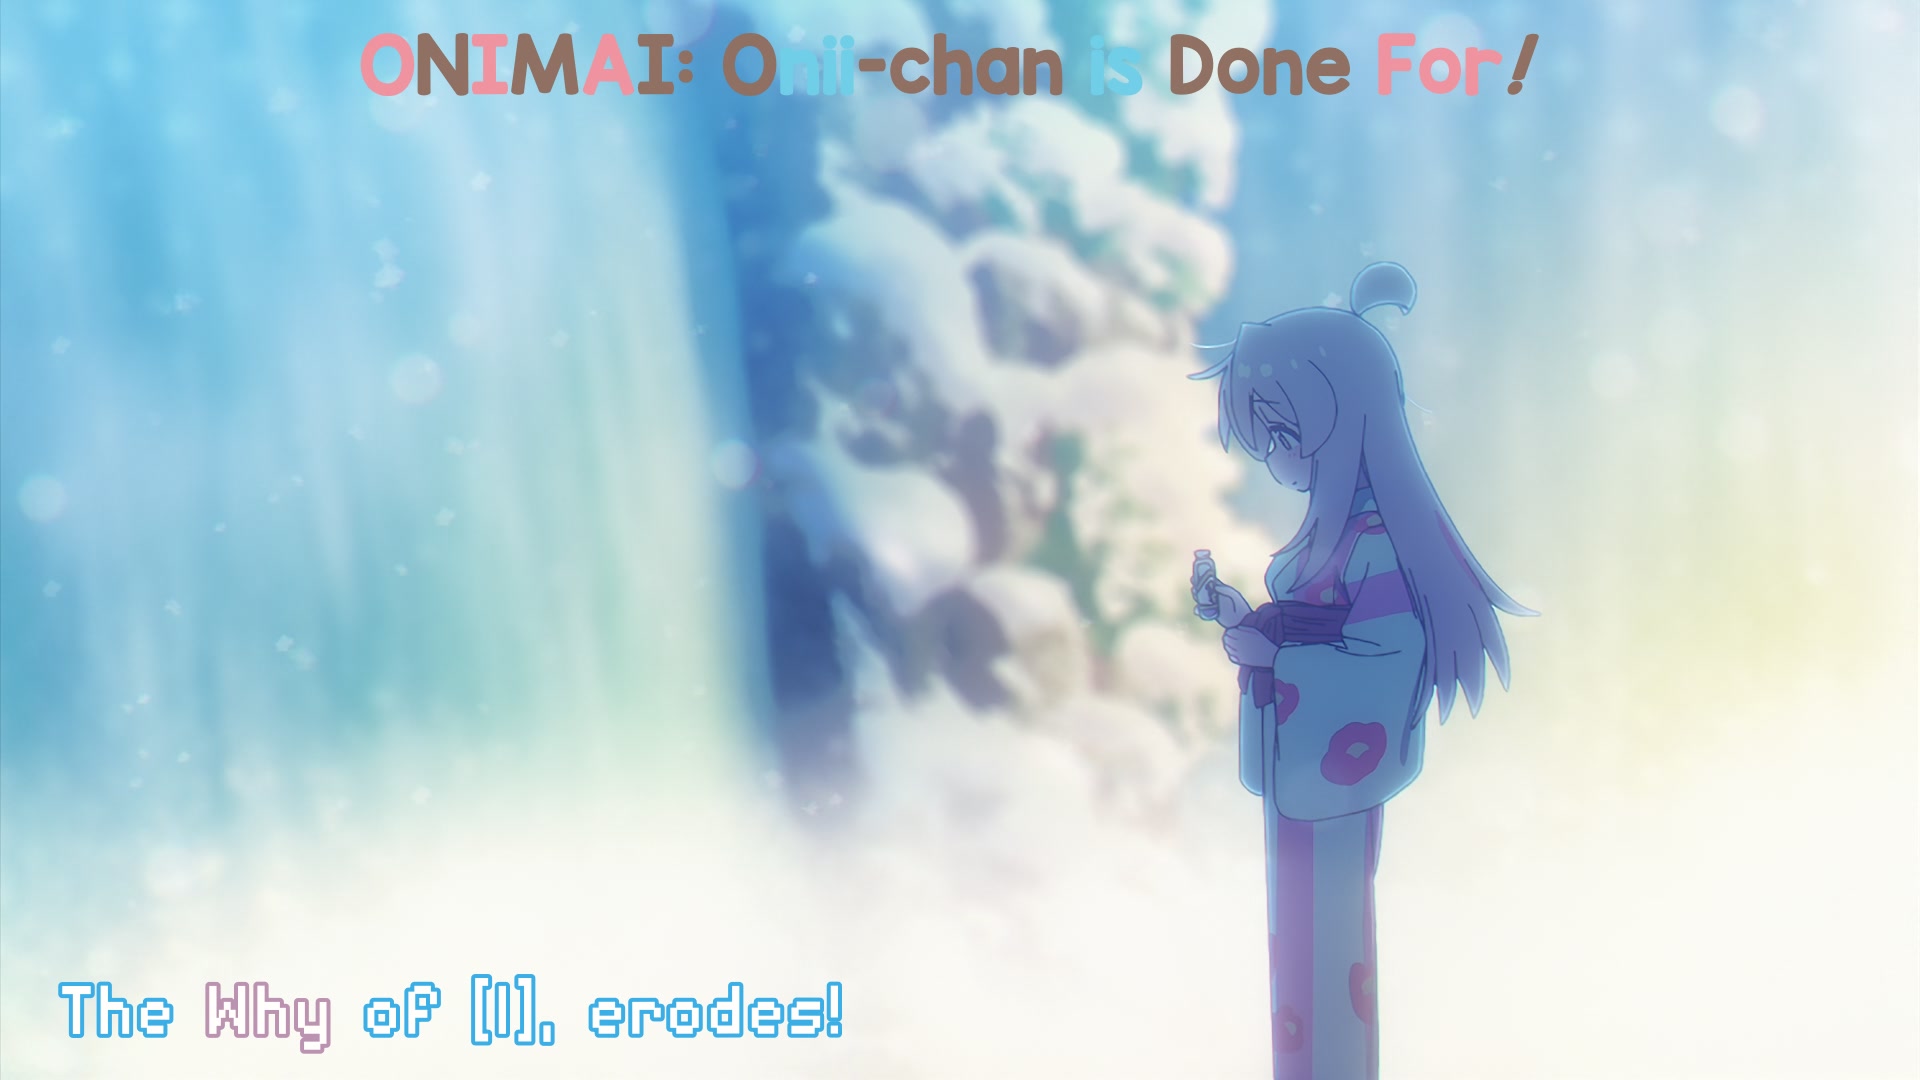 ONIMAI: Onii-chan is Done For!
The Why of [I], erodes!